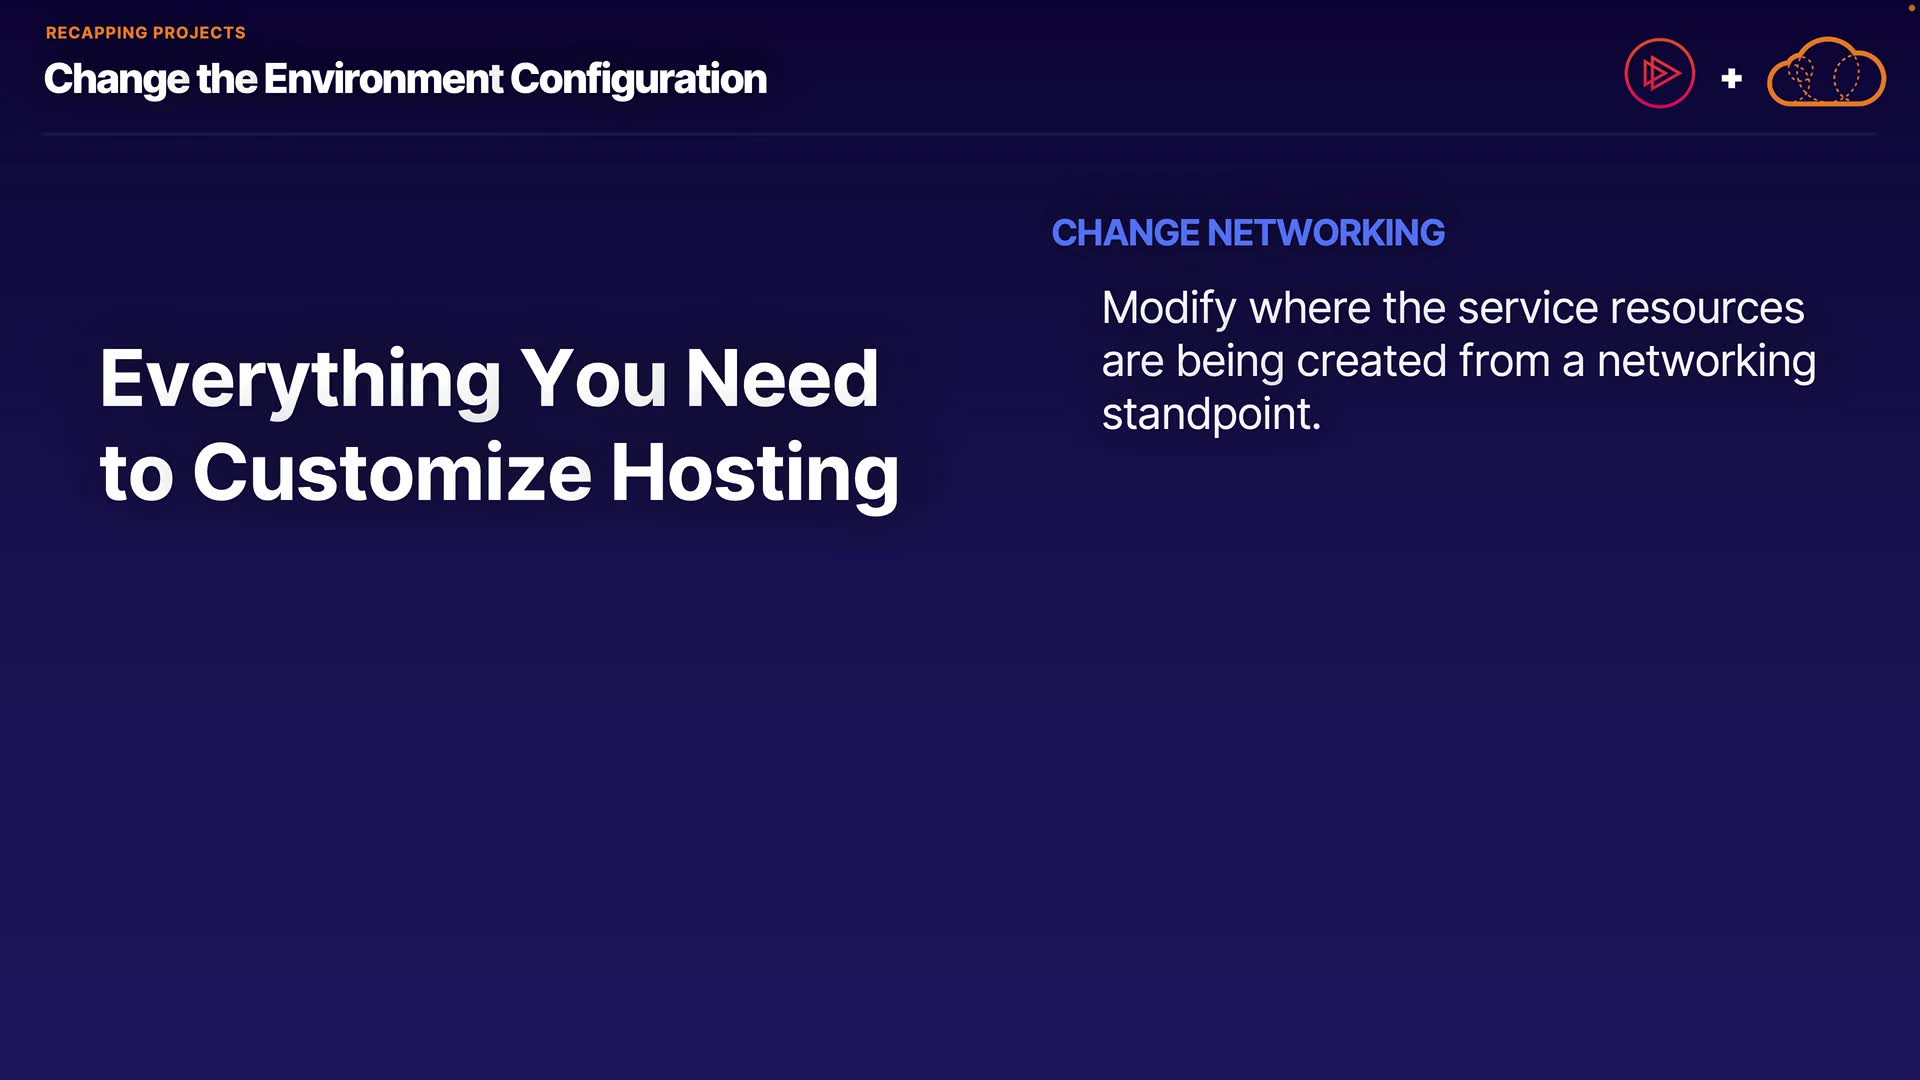 RECAPPING PROJECTS
Change the Environment Configuration
+
Everything You Need
to Customize Hosting
CHANGE NETWORKING
Modify where the service resources
are being created from a networking
standpoint.